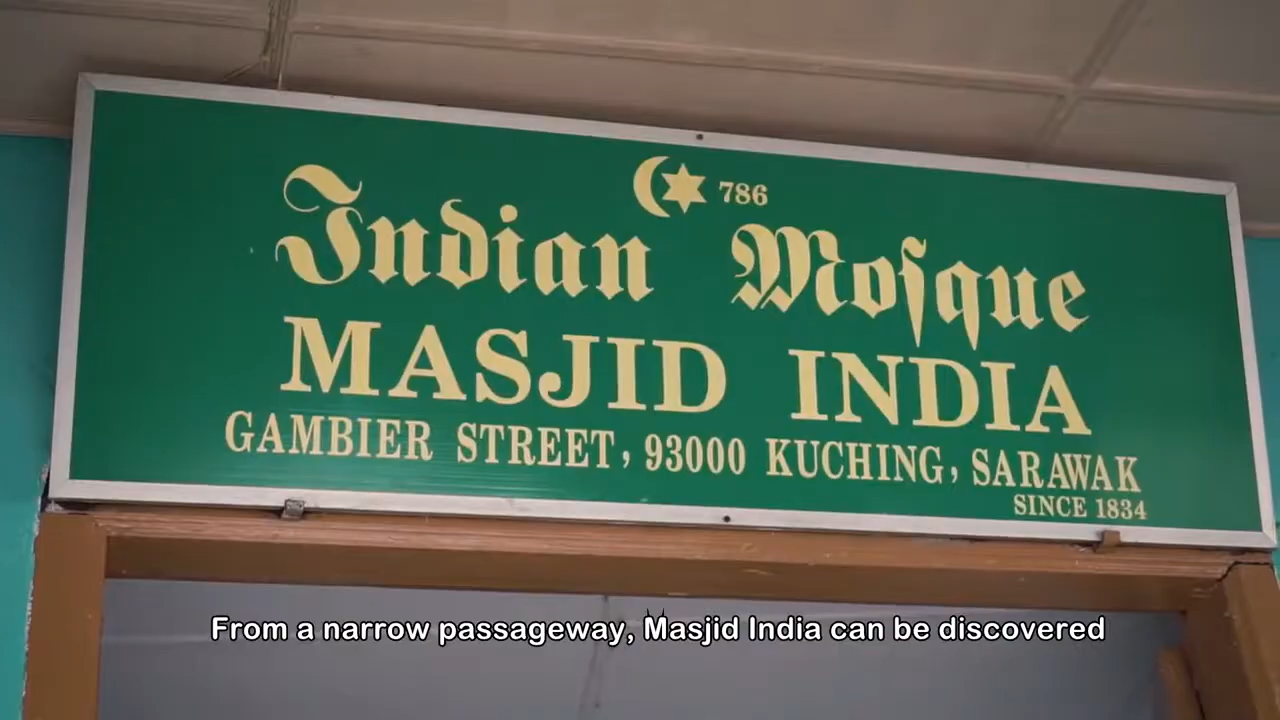 786
Indian Mosque
MASJID INDIA
GAMBIER STREET, 93000 KUCHING, SARAWAK
SINCE 1834
From a narrow passageway, Masjid India can be discovered